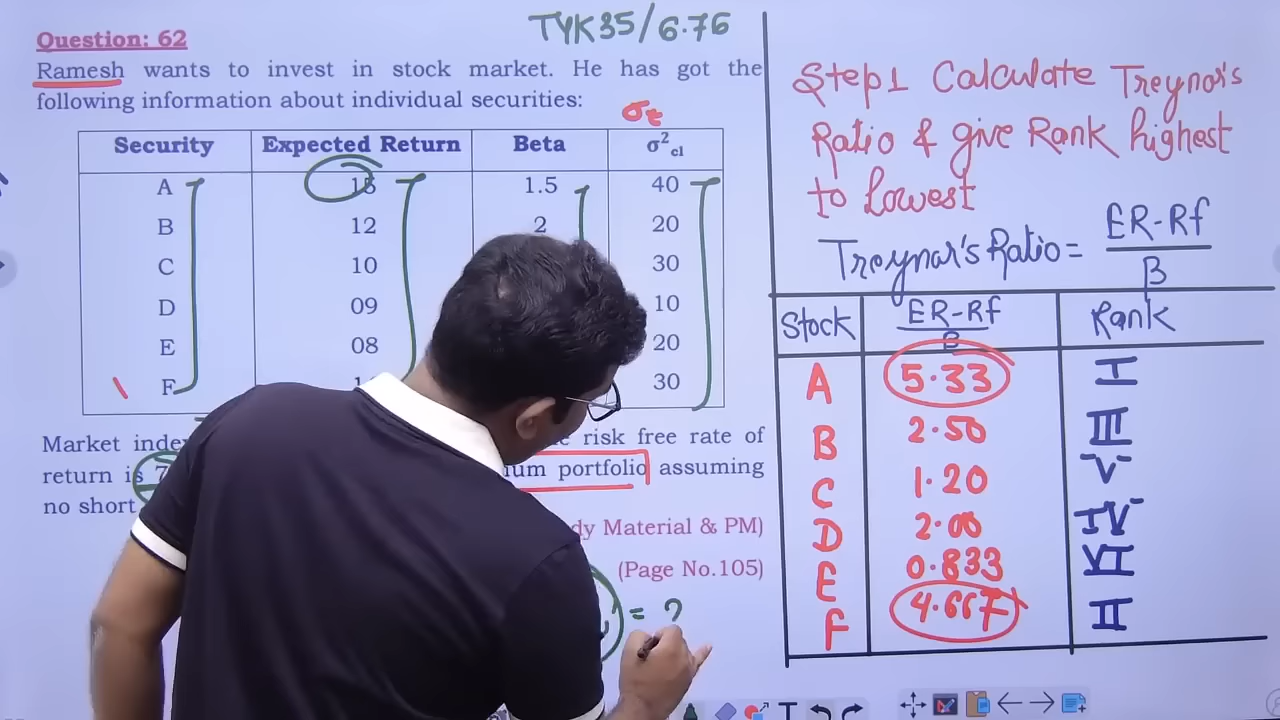 TYK35/6.76
Question: 62
Ramesh wants to invest in stock market. He has got the
following information about individual securities:
σε
Security Expected Return Beta σ²cl
A 15 1.5 40
B 12 2 20
C 10 30
D 09 10
E 08 20
F 1 30
Market risk free rate of
return is 7 portfolio assuming
no short
Material & PM)
(Page No.105)
= ?
Step1 Calculate Treynor's
Ratio & give Rank highest
to lowest
Treynar's Ratio = ER-Rf
β
Stock ER-Rf Rank
β
A 5.33 I
B 2.50 III
C 1.20 V
D 2.00 IV
E 0.833 VI
F 4.667 II